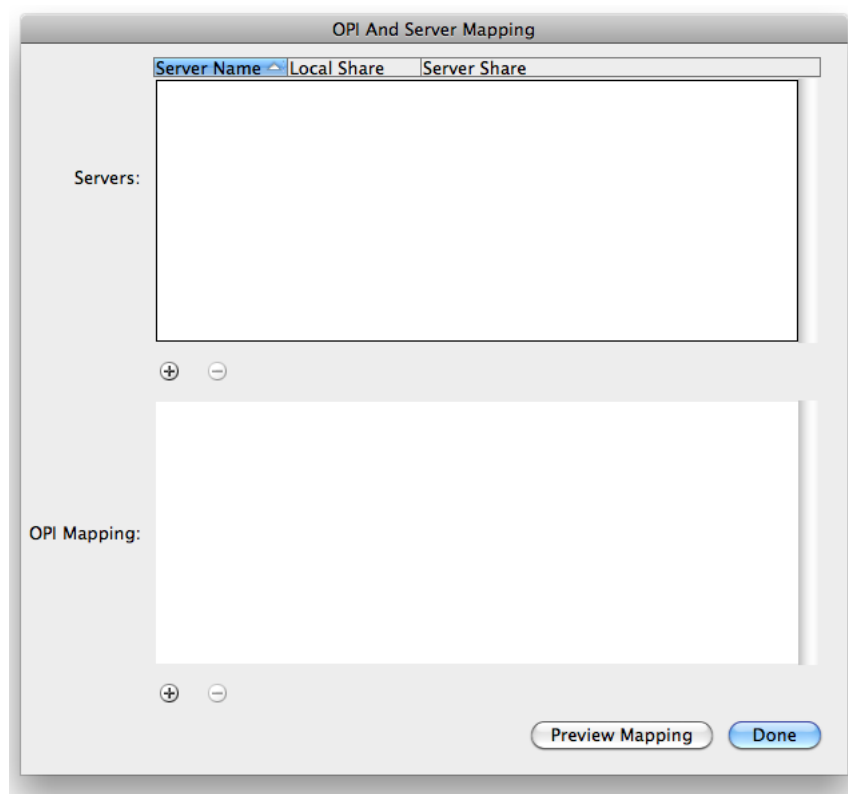 OPI And Server Mapping
Server Name Local Share Server Share
Servers:
OPI Mapping:
Preview Mapping Done